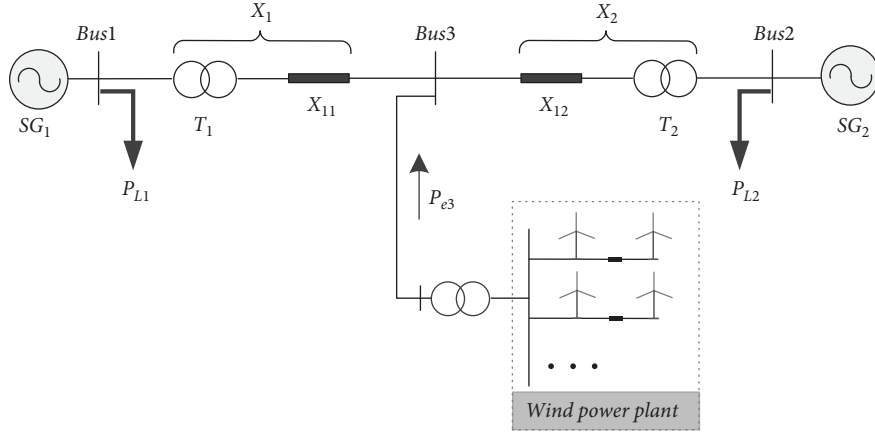 X1
X2
Bus1
Bus3
Bus2
SG1
T1
X11
X12
T2
SG2
PL1
Pe3
PL2
Wind power plant